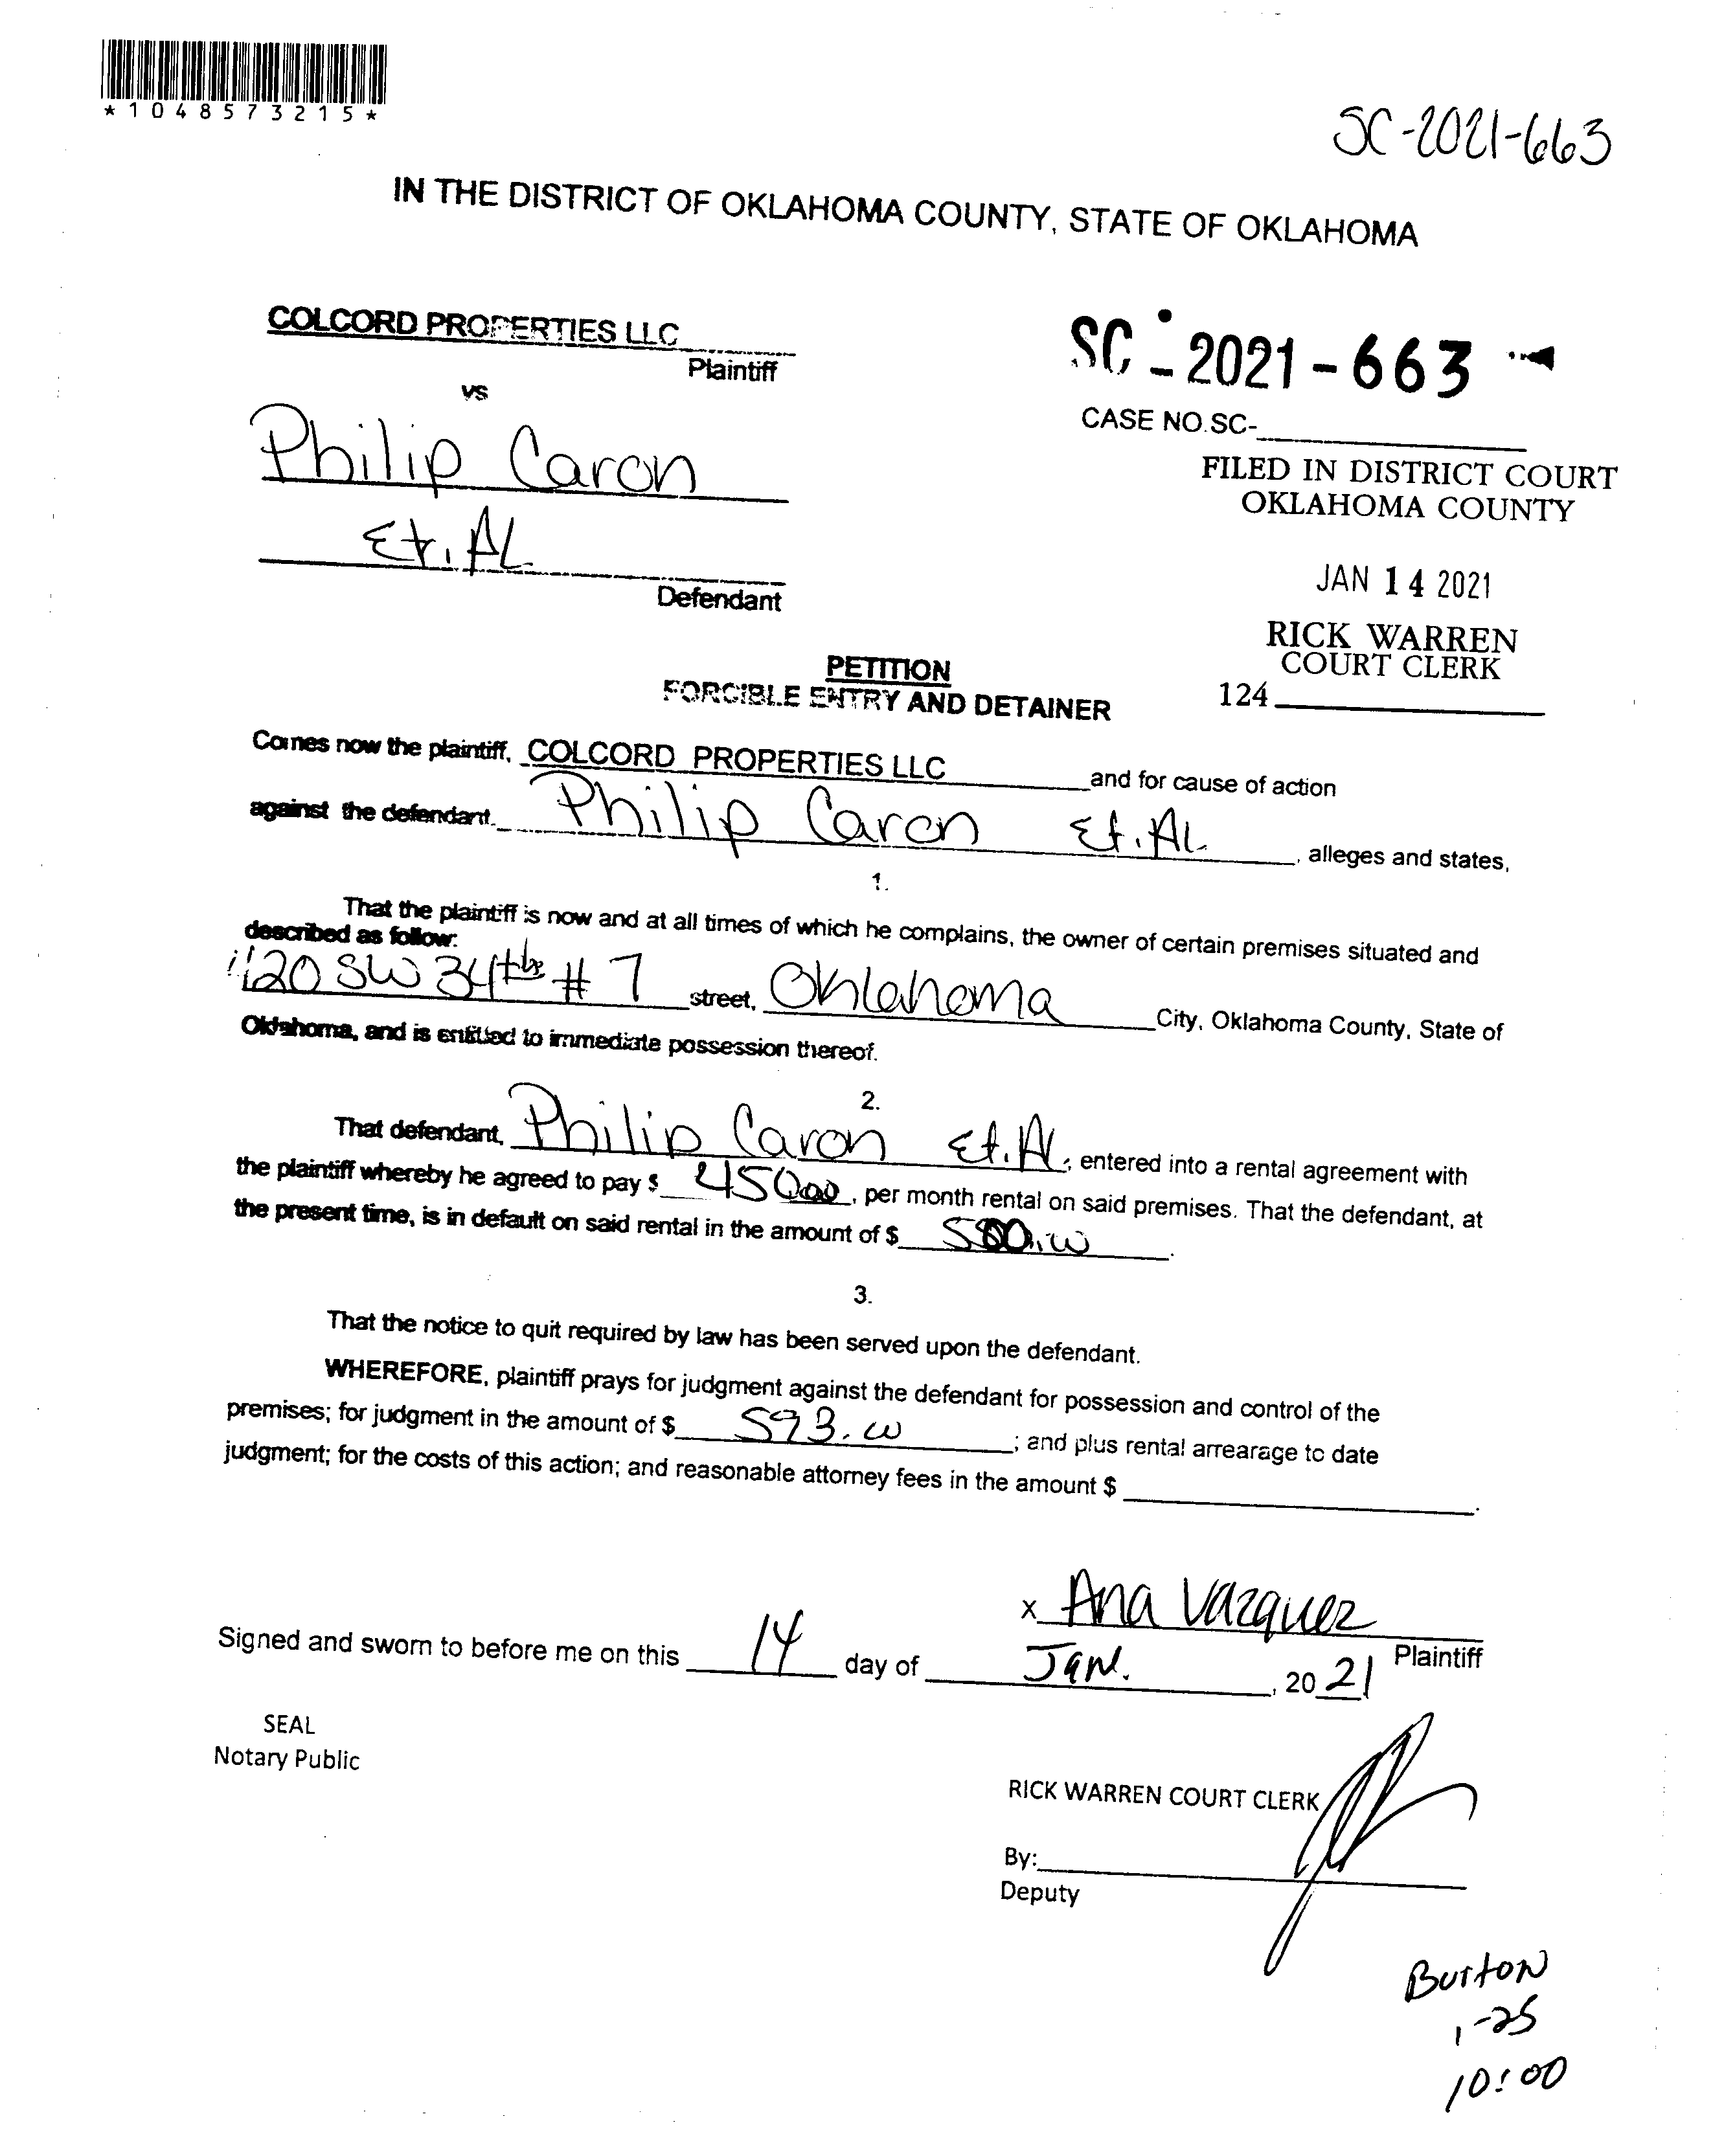 *1048573215*
SC-2021-663
IN THE DISTRICT OF OKLAHOMA COUNTY, STATE OF OKLAHOMA
COLCORD PROPERTIES LLC
Plaintiff
vs
SC - 2021 - 663
CASE NO.SC-
Philip Caron
Et. AL
Defendant
FILED IN DISTRICT COURT
OKLAHOMA COUNTY
JAN 14 2021
RICK WARREN
COURT CLERK
124
PETITION
FORCIBLE ENTRY AND DETAINER
Comes now the plaintiff, COLCORD PROPERTIES LLC and for cause of action
against the defendant. Philip Caron Et. AL. , alleges and states,
1.
That the plaintiff is now and at all times of which he complains, the owner of certain premises situated and
described as follow:
1120 SW 34th # 7 street, Oklahoma City, Oklahoma County, State of
Oklahoma, and is entitled to immediate possession thereof.
2.
That defendant, Philip Caron Et. AL , entered into a rental agreement with
the plaintiff whereby he agreed to pay $ 450.00 , per month rental on said premises. That the defendant, at
the present time, is in default on said rental in the amount of $
3.
That the notice to quit required by law has been served upon the defendant.
WHEREFORE, plaintiff prays for judgment against the defendant for possession and control of the
premises; for judgment in the amount of $ 593.00 ; and plus rental arrearage to date
judgment; for the costs of this action; and reasonable attorney fees in the amount $ .
x Ana Vazquez
Plaintiff
Signed and sworn to before me on this 14 day of Jan. , 20 21
SEAL
Notary Public
RICK WARREN COURT CLERK
By:
Deputy
Burton
1-25
10:00